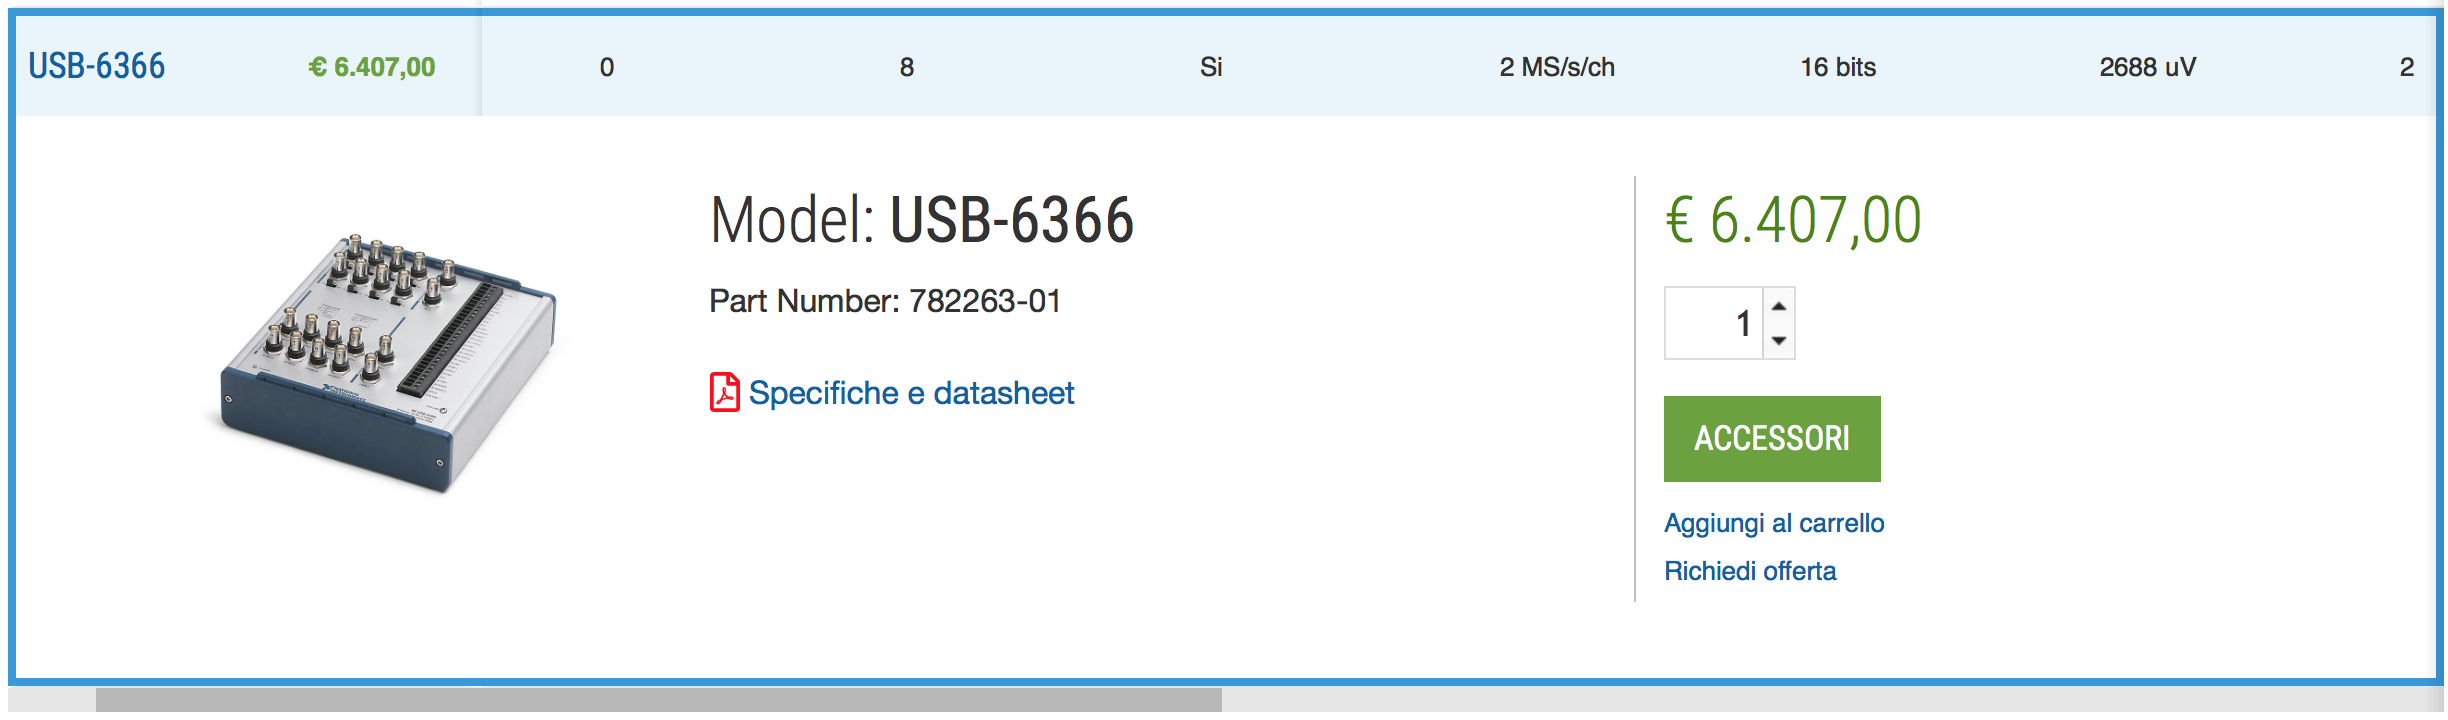 USB-6366 € 6.407,00 0 8 Si 2 MS/s/ch 16 bits 2688 uV 2
Model: USB-6366
Part Number: 782263-01
Specifiche e datasheet
€ 6.407,00
1
ACCESSORI
Aggiungi al carrello
Richiedi offerta